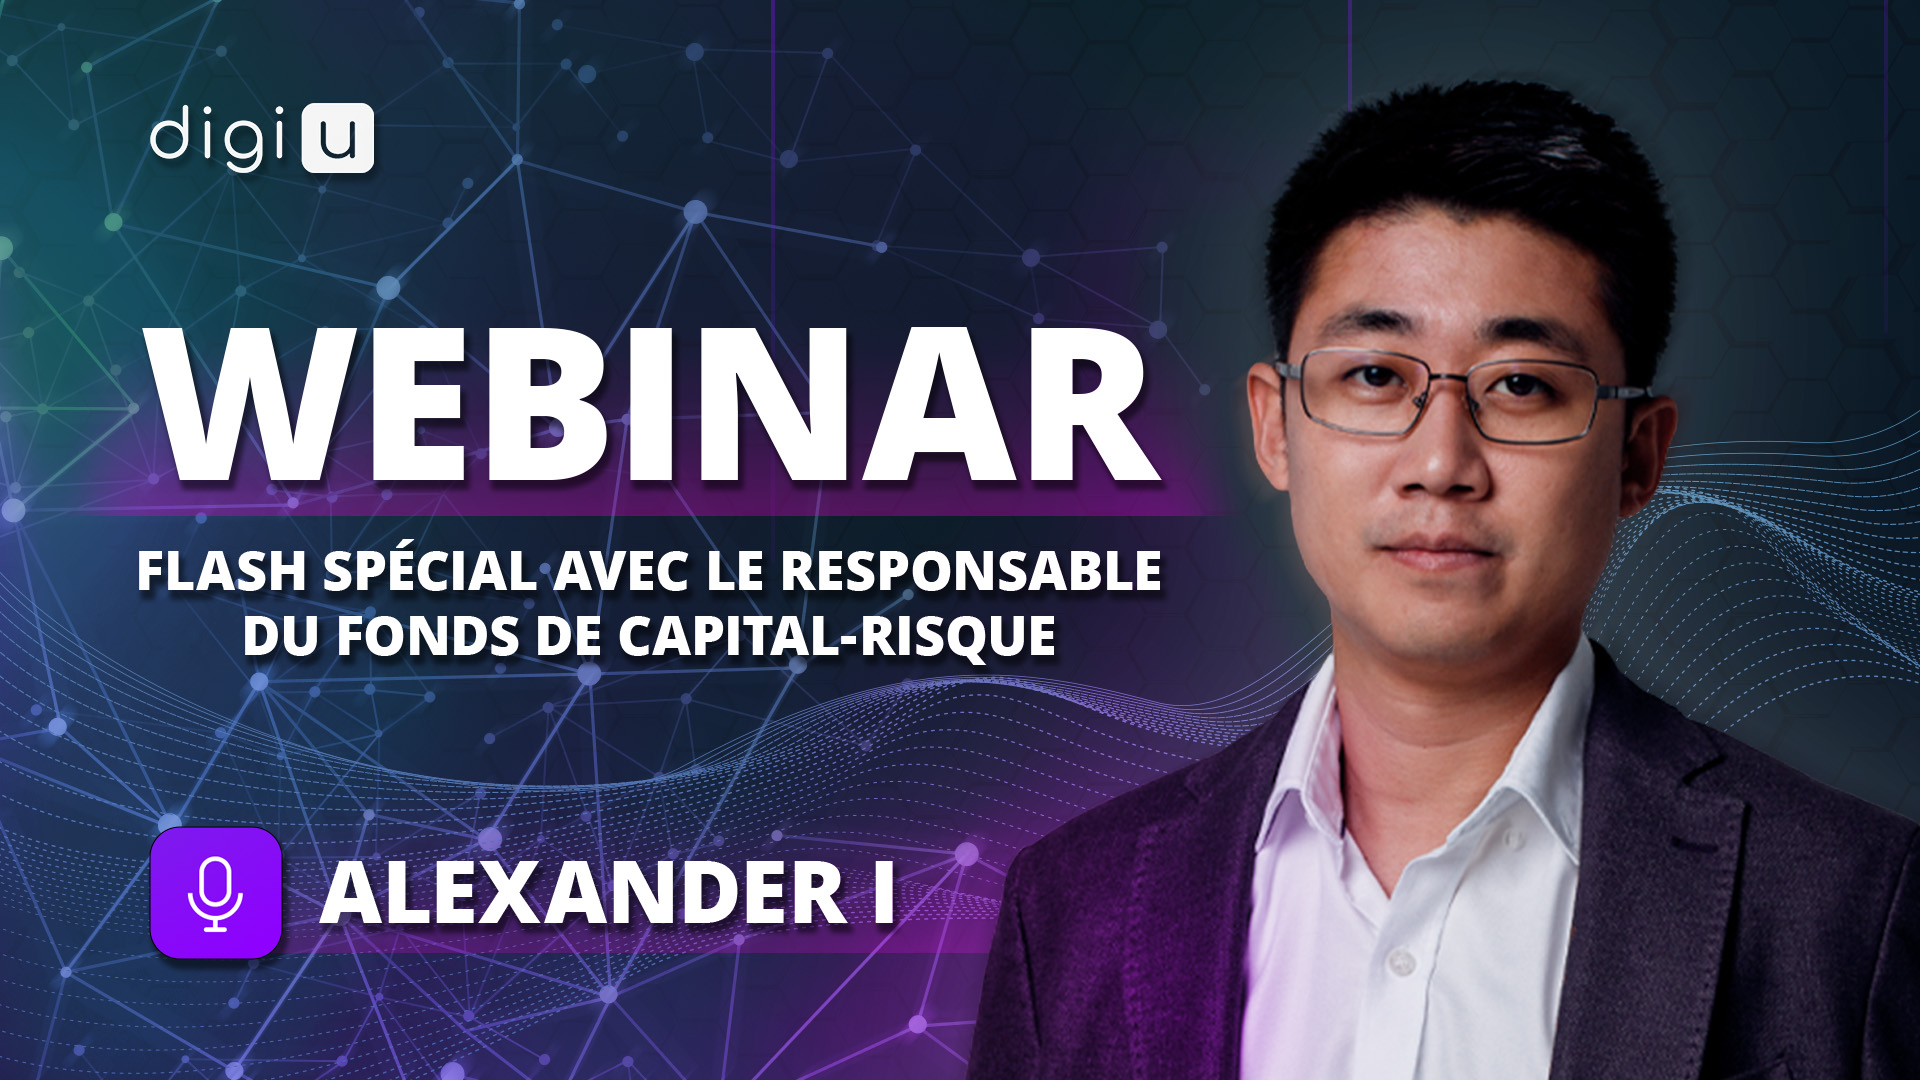 digi u
WEBINAR
FLASH SPÉCIAL AVEC LE RESPONSABLE
DU FONDS DE CAPITAL-RISQUE
ALEXANDER I